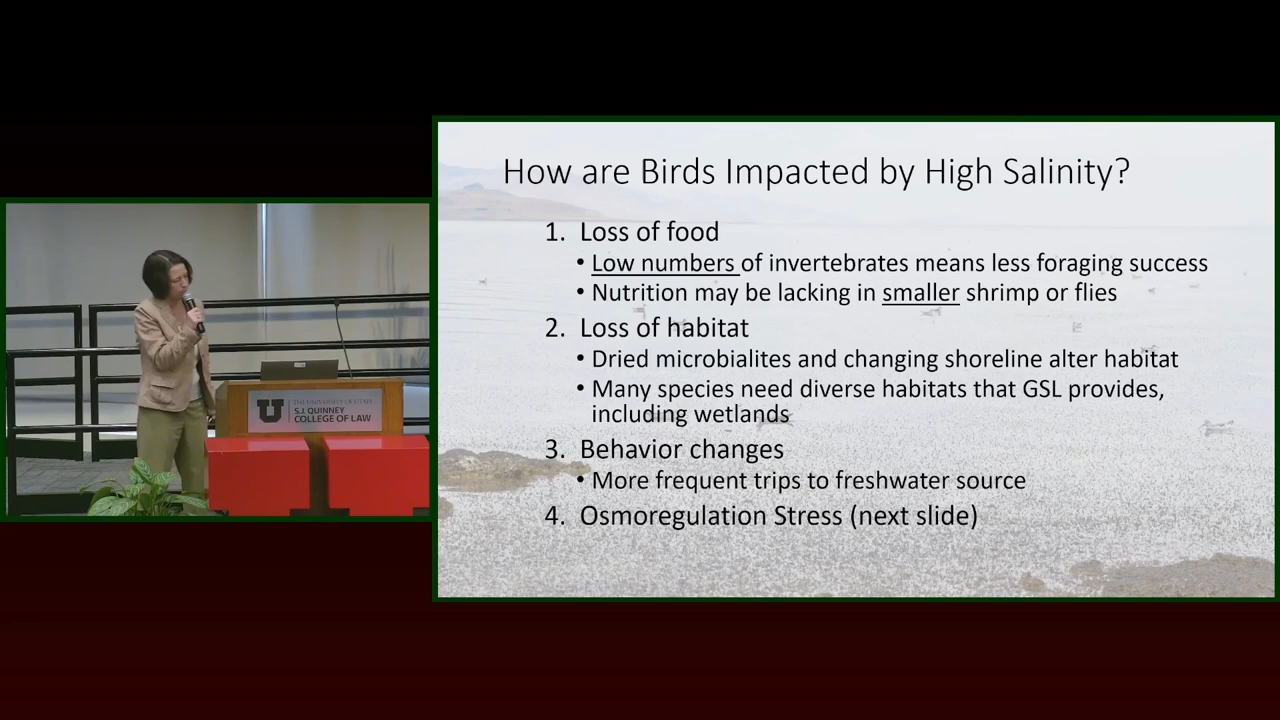 How are Birds Impacted by High Salinity?
1. Loss of food
• Low numbers of invertebrates means less foraging success
• Nutrition may be lacking in smaller shrimp or flies
2. Loss of habitat
• Dried microbialites and changing shoreline alter habitat
• Many species need diverse habitats that GSL provides,
including wetlands
3. Behavior changes
• More frequent trips to freshwater source
4. Osmoregulation Stress (next slide)
U
THE UNIVERSITY OF UTAH
S.J. QUINNEY
COLLEGE OF LAW